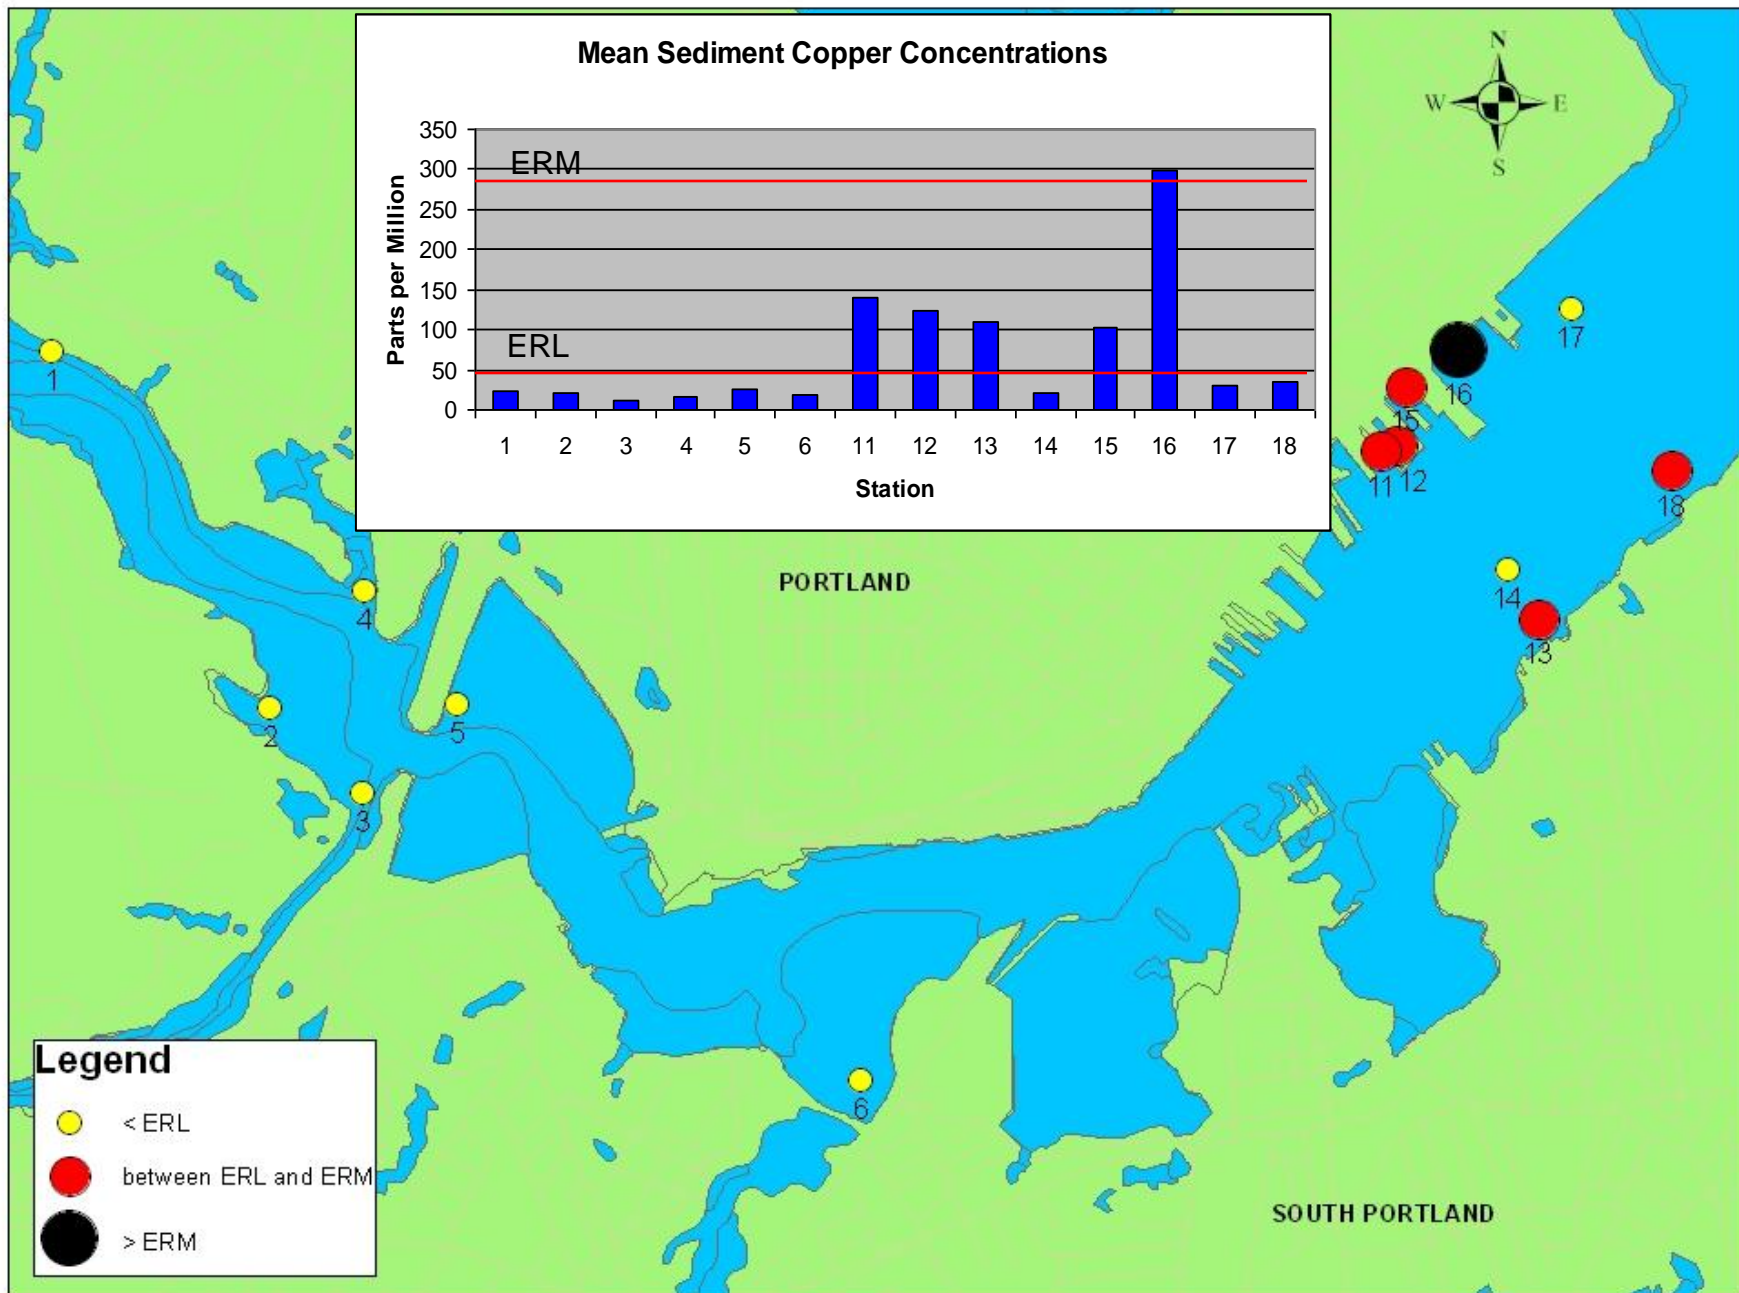 Mean Sediment Copper Concentrations
N
W E
S
350
300
250
200
150
100
50
0
Parts per Million
ERM
ERL
1 2 3 4 5 6 11 12 13 14 15 16 17 18
Station
1
17
16
15
11 12
18
PORTLAND
14
4
13
2
5
3
6
Legend
< ERL
between ERL and ERM
> ERM
SOUTH PORTLAND